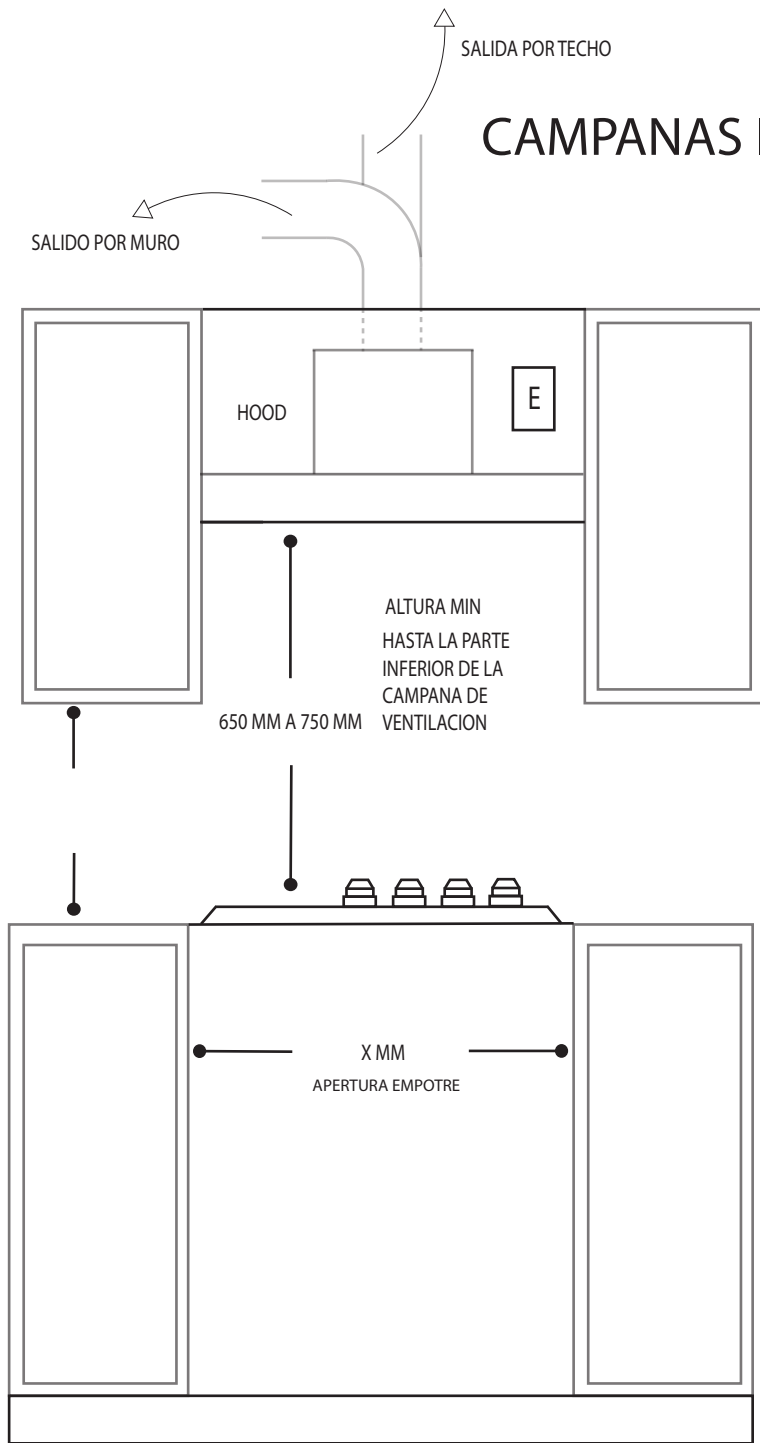 SALIDA POR TECHO
CAMPANAS
SALIDO POR MURO
HOOD
E
ALTURA MIN
HASTA LA PARTE
INFERIOR DE LA
CAMPANA DE
VENTILACION
650 MM A 750 MM
X MM
APERTURA EMPOTRE